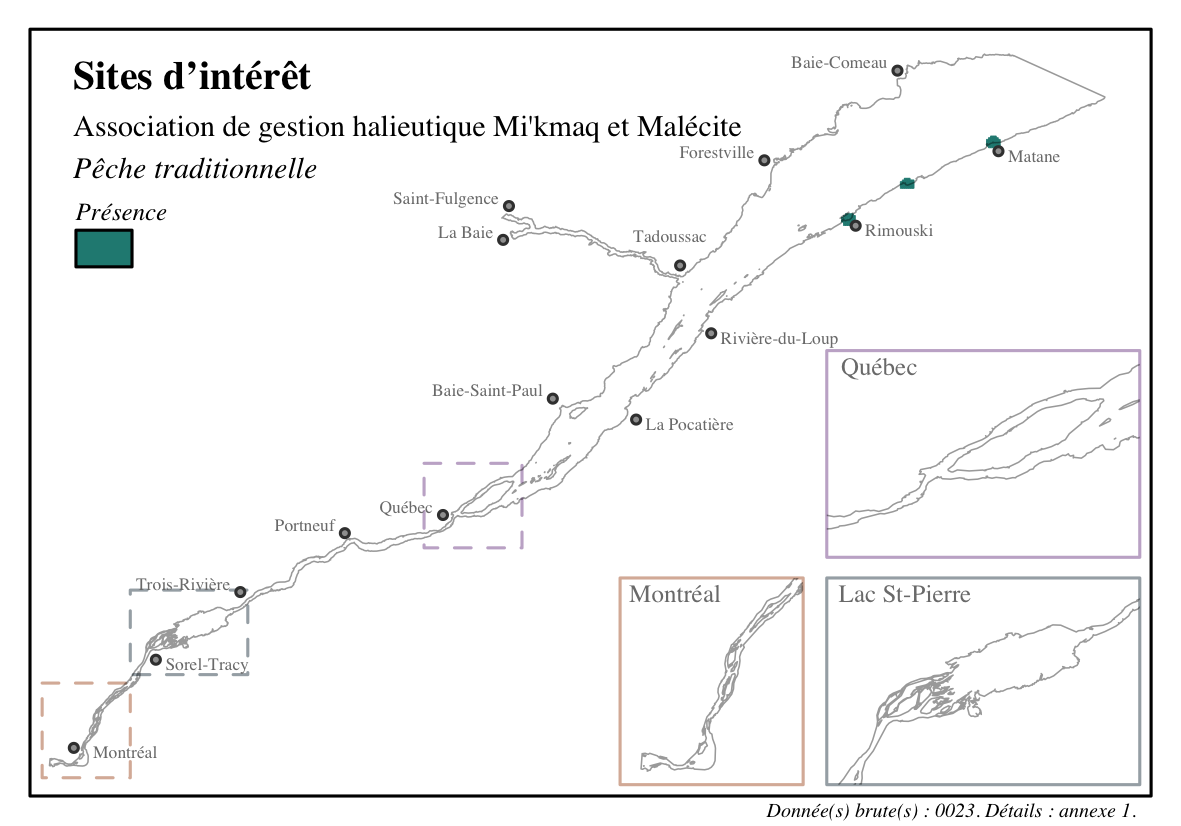 Sites d’intérêt
Association de gestion halieutique Mi'kmaq et Malécite
Pêche traditionnelle
Présence
Baie-Comeau
Forestville
Matane
Saint-Fulgence
La Baie
Tadoussac
Rimouski
Rivière-du-Loup
Baie-Saint-Paul
La Pocatière
Québec
Portneuf
Trois-Rivière
Sorel-Tracy
Montréal
Québec
Montréal
Lac St-Pierre
Donnée(s) brute(s) : 0023. Détails : annexe 1.